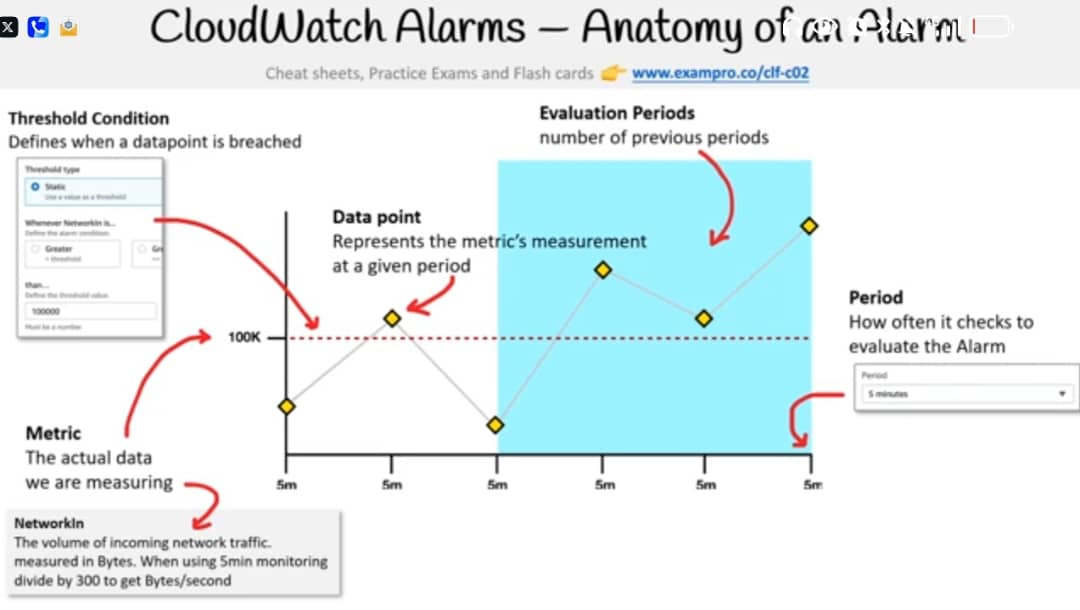 CloudWatch Alarms – Anatomy of an Alarm
Cheat sheets, Practice Exams and Flash cards 👉 www.exampro.co/clf-c02
Threshold Condition
Defines when a datapoint is breached
Threshold type
Static
Use a value as a threshold
Whenever NetworkIn is...
Define the alarm condition.
Greater
> threshold
than...
Define the threshold value.
100000
Must be a number
Evaluation Periods
number of previous periods
Data point
Represents the metric's measurement
at a given period
100K
Period
How often it checks to
evaluate the Alarm
Period
5 minutes
Metric
The actual data
we are measuring
5m 5m 5m 5m 5m 5m
NetworkIn
The volume of incoming network traffic.
measured in Bytes. When using 5min monitoring
divide by 300 to get Bytes/second